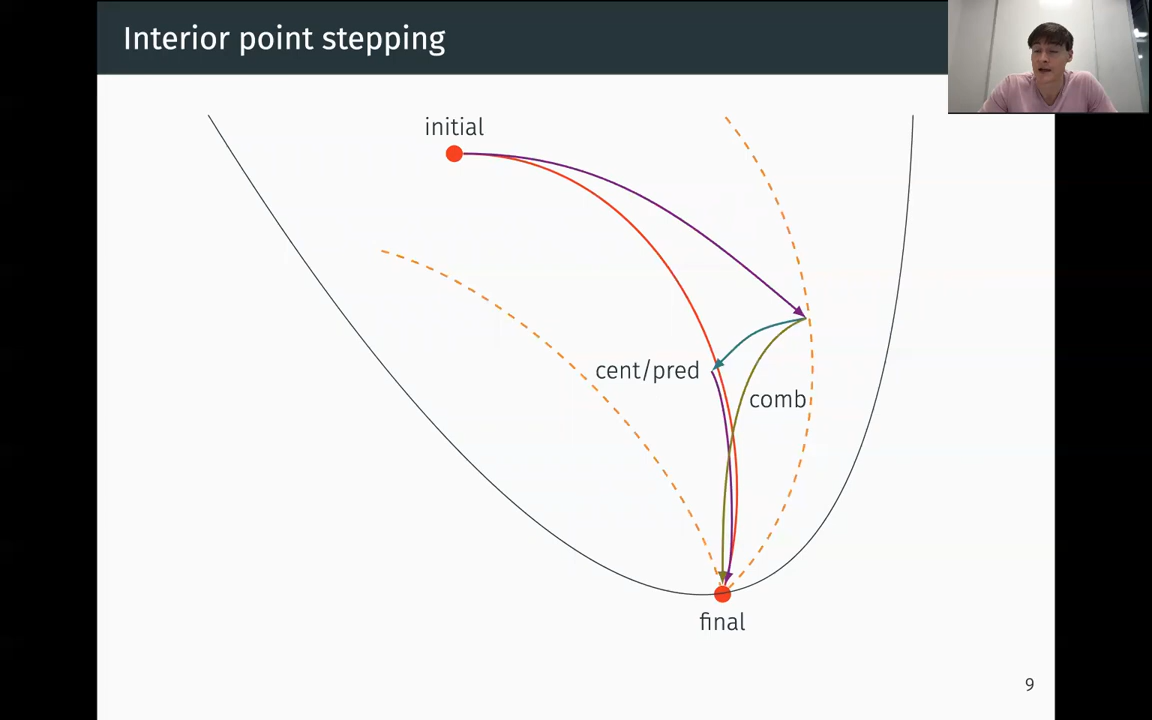 Interior point stepping
initial
cent/pred
comb
final
9